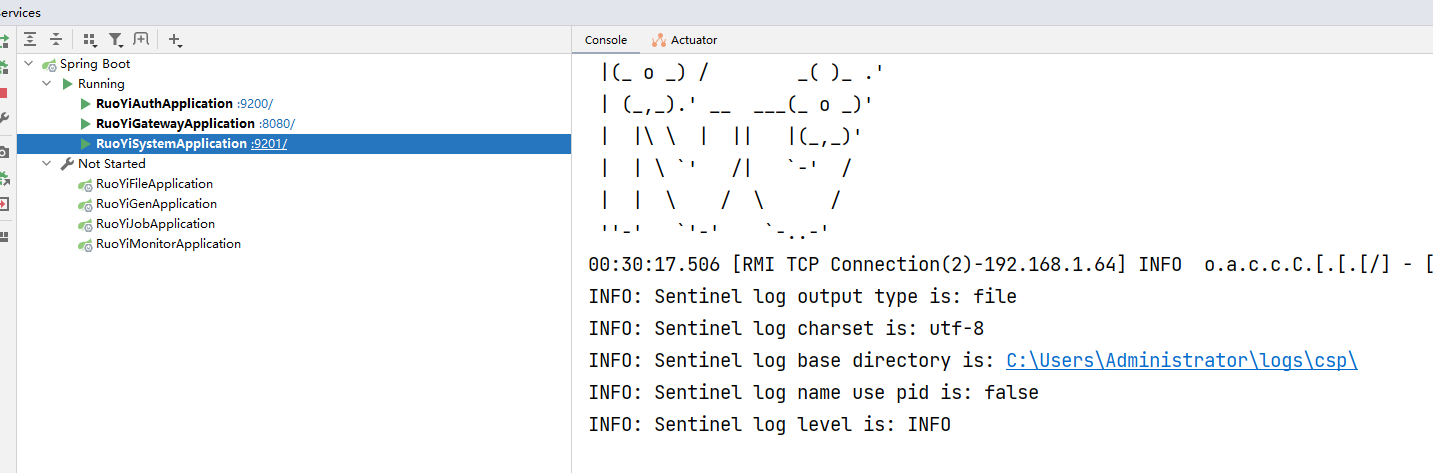 ervices
Console
Actuator
Spring Boot
Running
RuoYiAuthApplication :9200/
RuoYiGatewayApplication :8080/
RuoYiSystemApplication :9201/
Not Started
RuoYiFileApplication
RuoYiGenApplication
RuoYiJobApplication
RuoYiMonitorApplication
|(_ o _) /        _( )_ .'
| (_,_).' __  ___(_ o _)'
|  |\ \  |  ||   |(_,_)'
|  | \ `'   /|   `-'  /
|  |  \    /  \      /
''-'   `'-'    `-..-'
00:30:17.506 [RMI TCP Connection(2)-192.168.1.64] INFO  o.a.c.c.C.[.[.[/] - [
INFO: Sentinel log output type is: file
INFO: Sentinel log charset is: utf-8
INFO: Sentinel log base directory is: C:\Users\Administrator\logs\csp\
INFO: Sentinel log name use pid is: false
INFO: Sentinel log level is: INFO